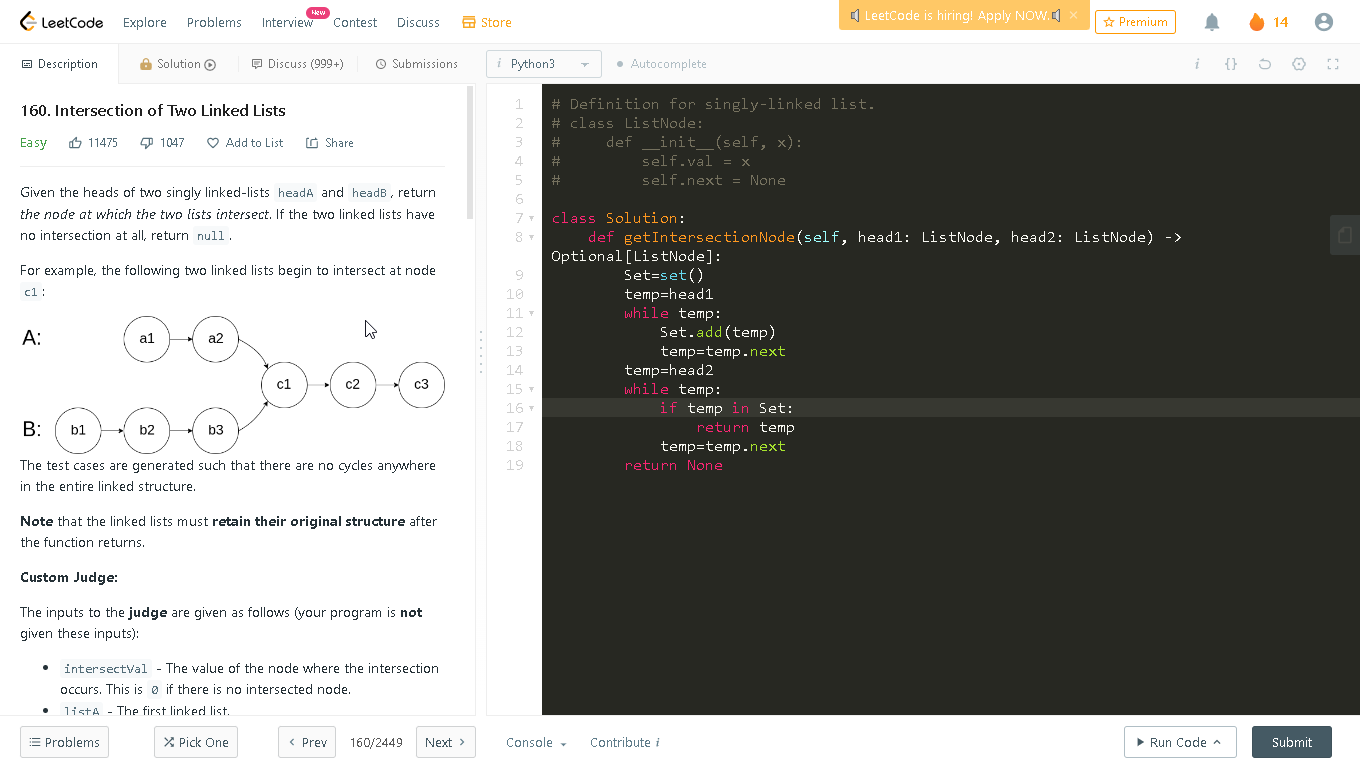 LeetCode
Explore
Problems
Interview
New
Contest
Discuss
Store
LeetCode is hiring! Apply NOW.
×
Premium
14
Description
Solution
Discuss (999+)
Submissions
i Python3
Autocomplete
i
{}
160. Intersection of Two Linked Lists
Easy
11475
1047
Add to List
Share
Given the heads of two singly linked-lists headA and headB, return
the node at which the two lists intersect. If the two linked lists have
no intersection at all, return null.
For example, the following two linked lists begin to intersect at node
c1:
A:
a1
a2
c1
c2
c3
B:
b1
b2
b3
The test cases are generated such that there are no cycles anywhere
in the entire linked structure.
Note that the linked lists must retain their original structure after
the function returns.
Custom Judge:
The inputs to the judge are given as follows (your program is not
given these inputs):
• intersectVal - The value of the node where the intersection
occurs. This is 0 if there is no intersected node.
• listA - The first linked list.
1 # Definition for singly-linked list.
2 # class ListNode:
3 #     def __init__(self, x):
4 #         self.val = x
5 #         self.next = None
6
7 class Solution:
8     def getIntersectionNode(self, head1: ListNode, head2: ListNode) ->
Optional[ListNode]:
9         Set=set()
10         temp=head1
11         while temp:
12             Set.add(temp)
13             temp=temp.next
14         temp=head2
15         while temp:
16             if temp in Set:
17                 return temp
18             temp=temp.next
19         return None
Problems
Pick One
Prev
160/2449
Next
Console
Contribute i
Run Code
Submit